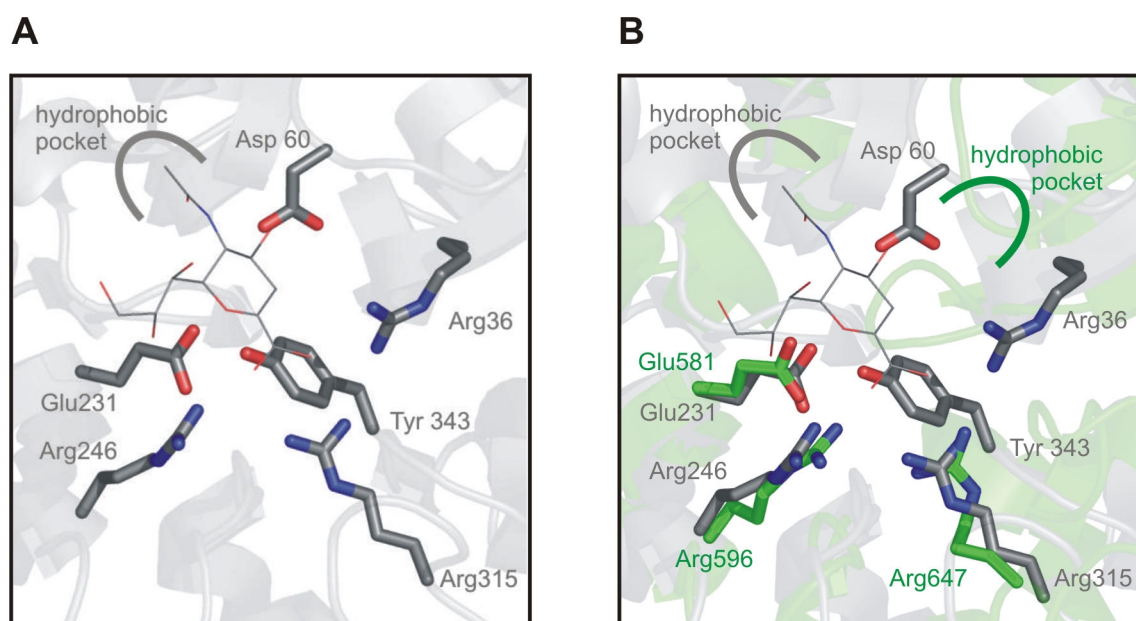 A
hydrophobic
pocket
Asp 60
Arg36
Glu231
Tyr 343
Arg246
Arg315
B
hydrophobic
pocket
Asp 60
hydrophobic
pocket
Arg36
Glu581
Glu231
Tyr 343
Arg246
Arg596
Arg647
Arg315